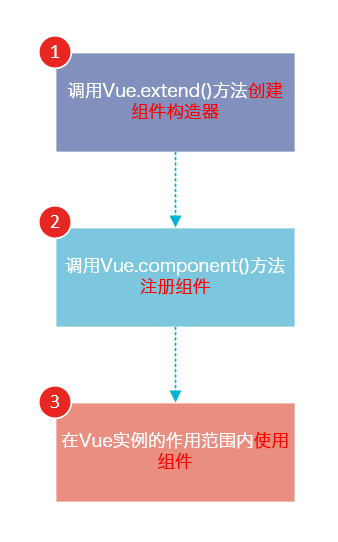 1
调用Vue.extend()方法创建
组件构造器
2
调用Vue.component()方法
注册组件
3
在Vue实例的作用范围内使用
组件